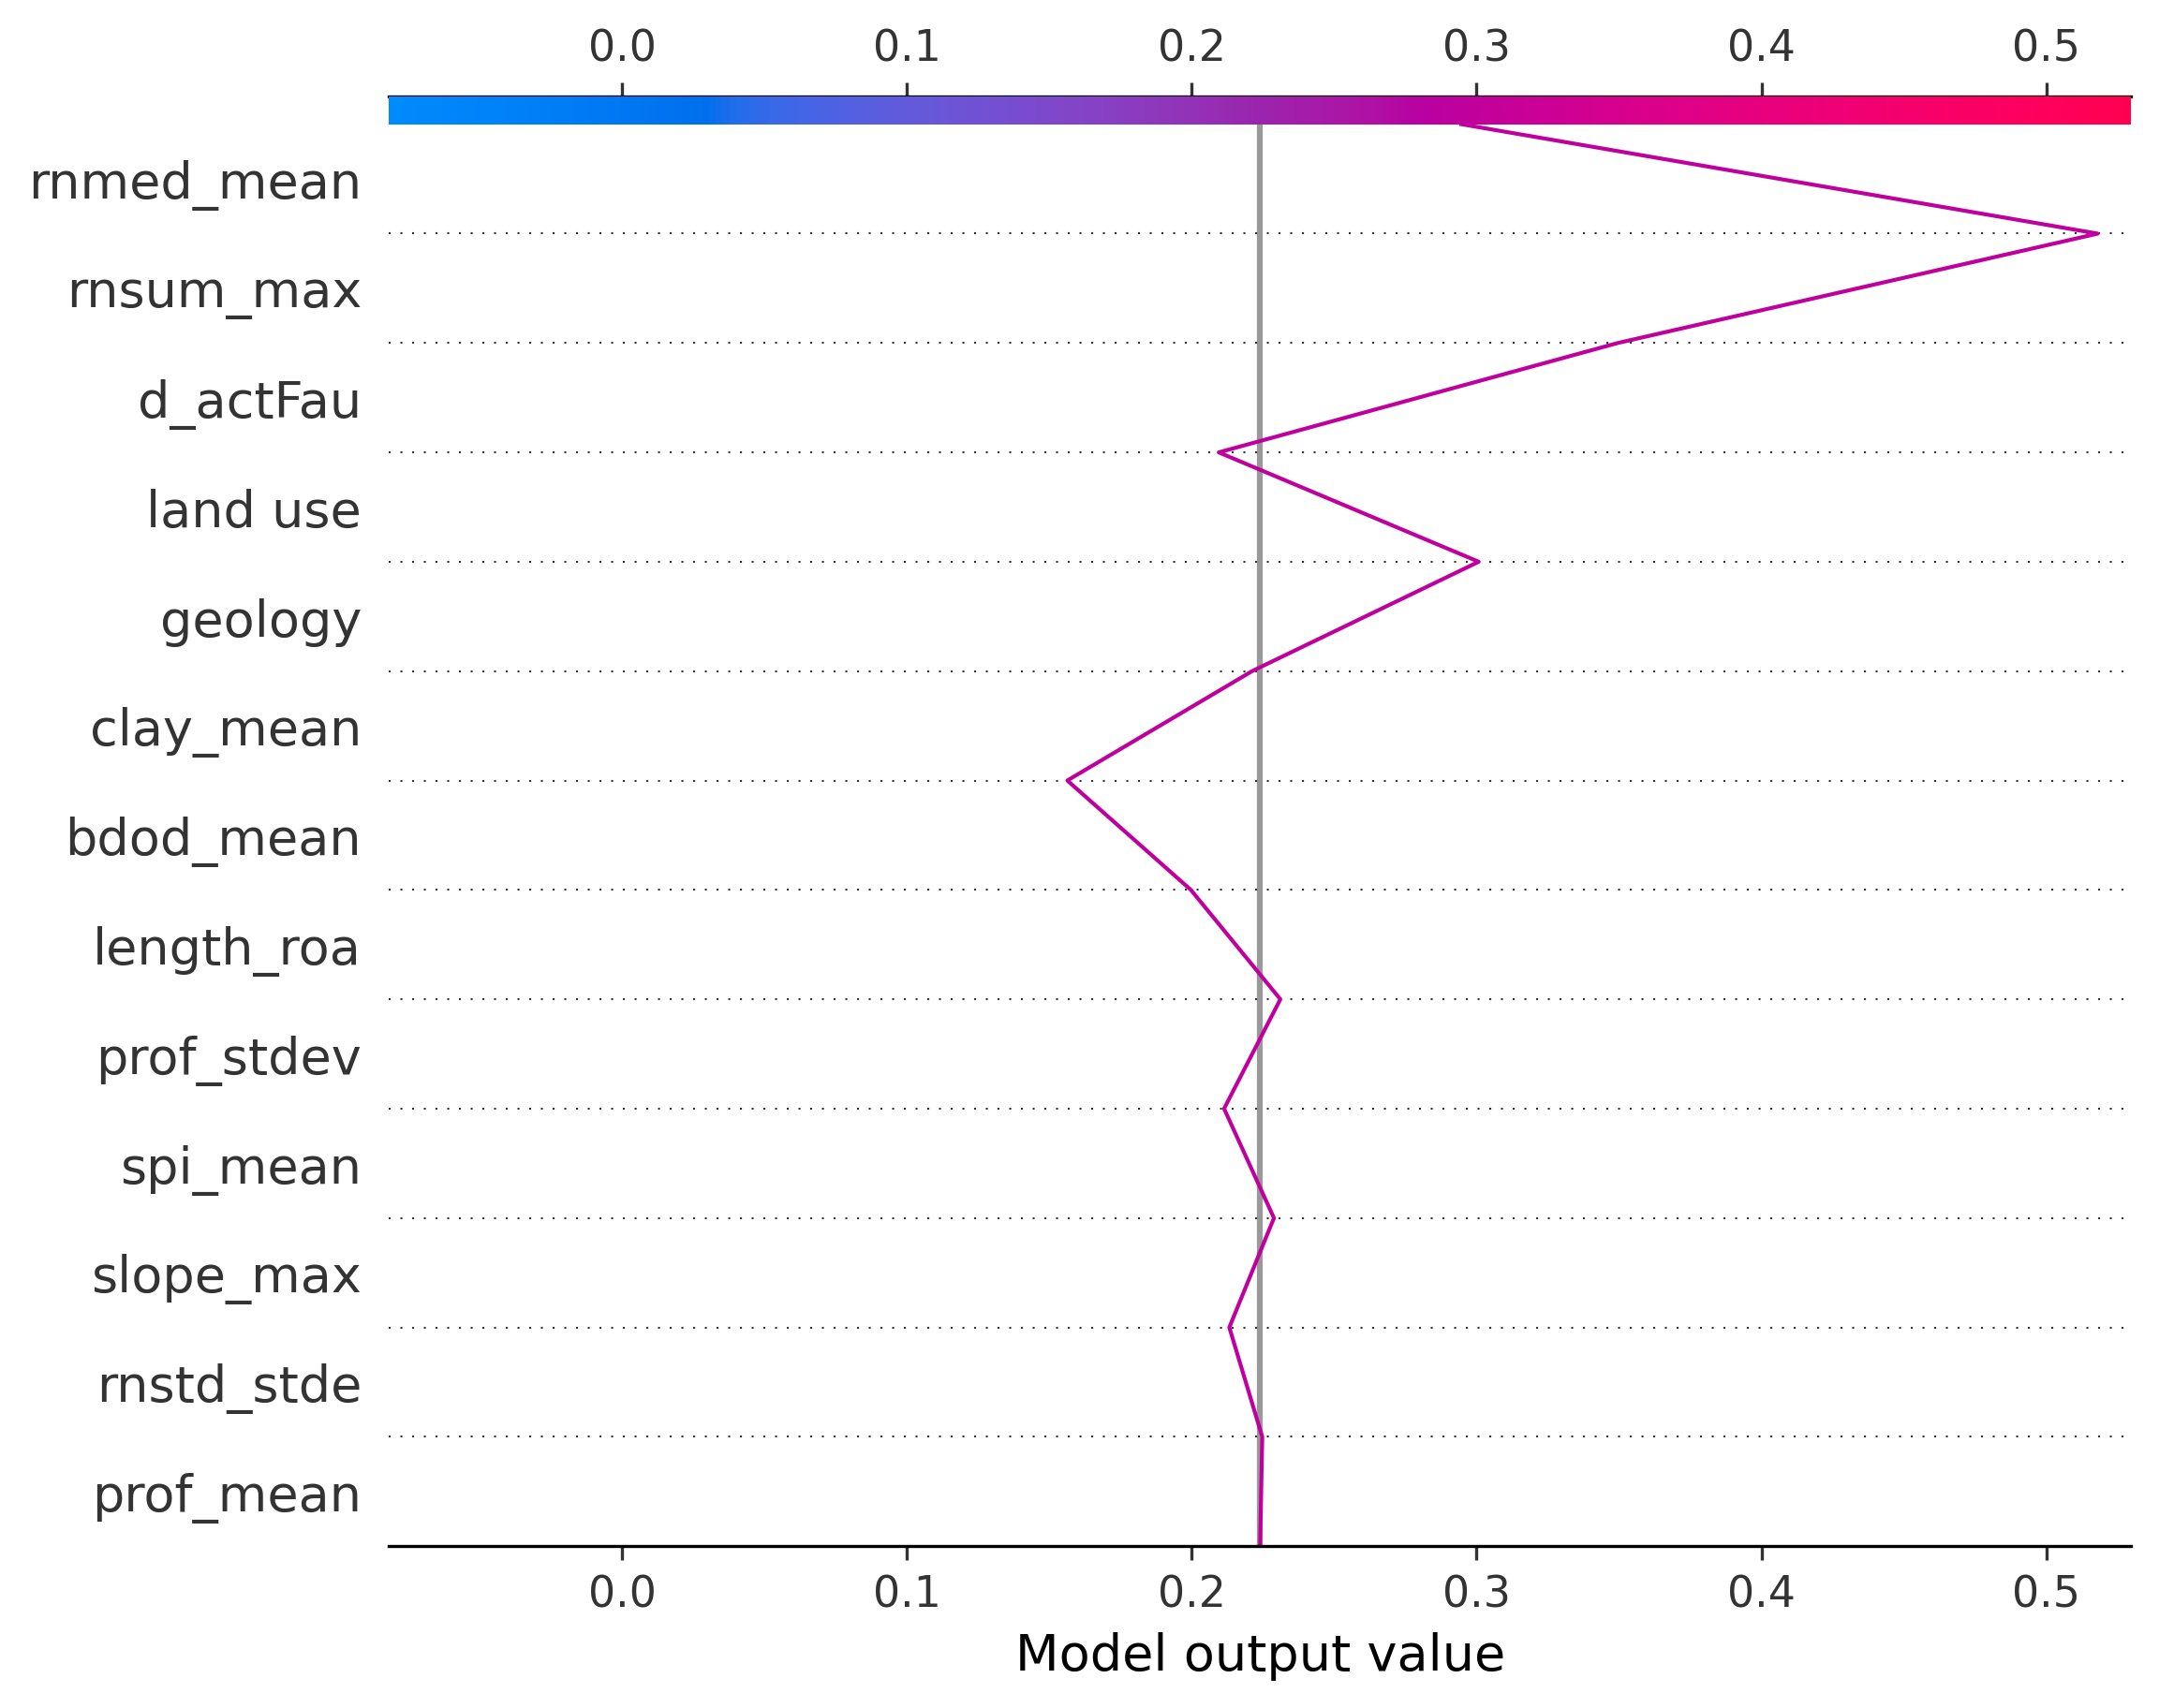 0.0 0.1 0.2 0.3 0.4 0.5
rnmed_mean
rnsum_max
d_actFau
land use
geology
clay_mean
bdod_mean
length_roa
prof_stdev
spi_mean
slope_max
rnstd_stde
prof_mean
0.0 0.1 0.2 0.3 0.4 0.5
Model output value